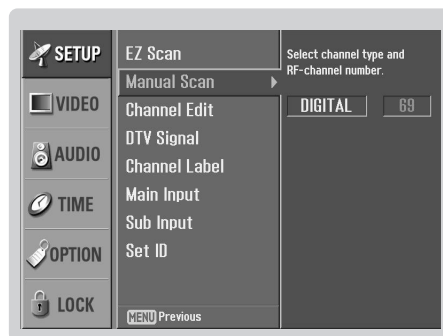 SETUP
VIDEO
AUDIO
TIME
OPTION
LOCK
EZ Scan
Manual Scan
Channel Edit
DTV Signal
Channel Label
Main Input
Sub Input
Set ID
MENU Previous
Select channel type and
RF-channel number.
DIGITAL 69